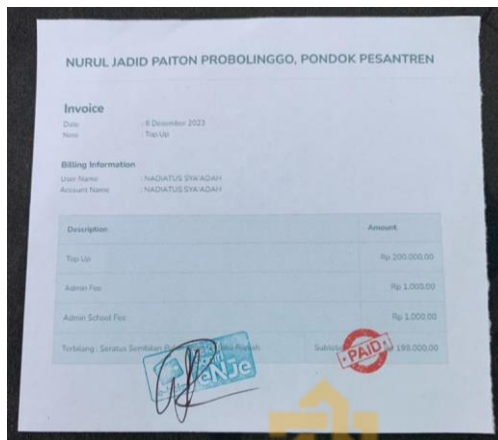 NURUL JADID PAITON PROBOLINGGO, PONDOK PESANTREN
Invoice
Date : 6 Desember 2023
Note : Top Up
Billing Information
User Name : NADIATUS SYA'ADAH
Account Name : NADIATUS SYA'ADAH
Description Amount
Top Up Rp 200.000,00
Admin Fee Rp 1.000,00
Admin School Fee Rp 1.000,00
Terbilang : Seratus Sembilan Rupiah Subtotal 198.000,00
eNJe
PAID